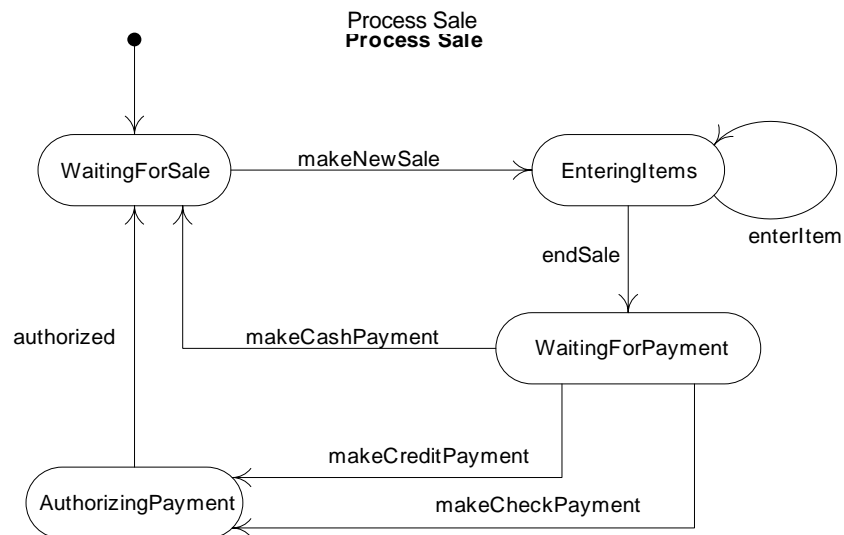 Process Sale
Process Sale
WaitingForSale
makeNewSale
EnteringItems
enterItem
endSale
authorized
makeCashPayment
WaitingForPayment
makeCreditPayment
AuthorizingPayment
makeCheckPayment